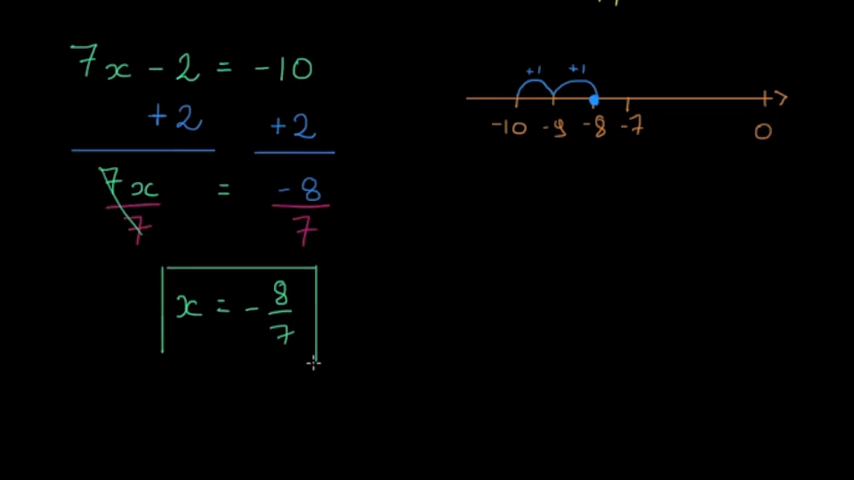 7x - 2 = -10
+2 +2
7x = -8
7 7
x = - 8/7
+1 +1
-10 -9 -8 -7 0